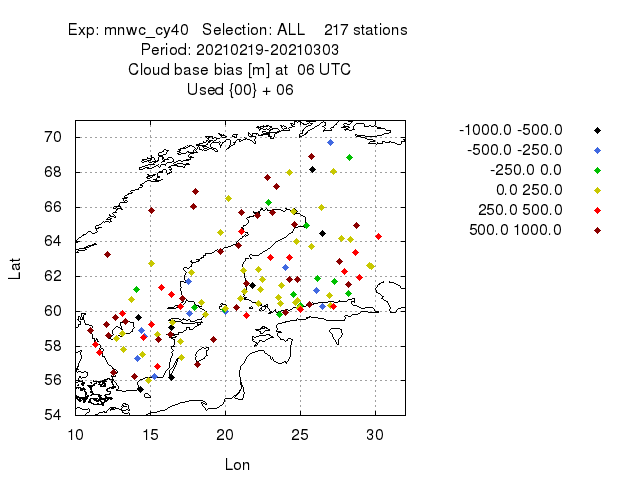 Exp: mnwc_cy40 Selection: ALL 217 stations
Period: 20210219-20210303
Cloud base bias [m] at 06 UTC
Used {00} + 06
-1000.0 -500.0
-500.0 -250.0
-250.0 0.0
0.0 250.0
250.0 500.0
500.0 1000.0
Lat
70
68
66
64
62
60
58
56
54
10 15 20 25 30
Lon